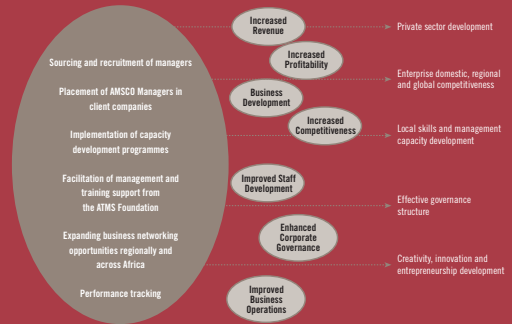 Sourcing and recruitment of managers
Placement of AMSCO Managers in
client companies
Implementation of capacity
development programmes
Facilitation of management and
training support from
the ATMS Foundation
Expanding business networking
opportunities regionally and
across Africa
Performance tracking
Increased
Revenue
Increased
Profitability
Business
Development
Increased
Competitiveness
Improved Staff
Development
Enhanced
Corporate
Governance
Improved
Business
Operations
Private sector development
Enterprise domestic, regional
and global competitiveness
Local skills and management
capacity development
Effective governance
structure
Creativity, innovation and
entrepreneurship development